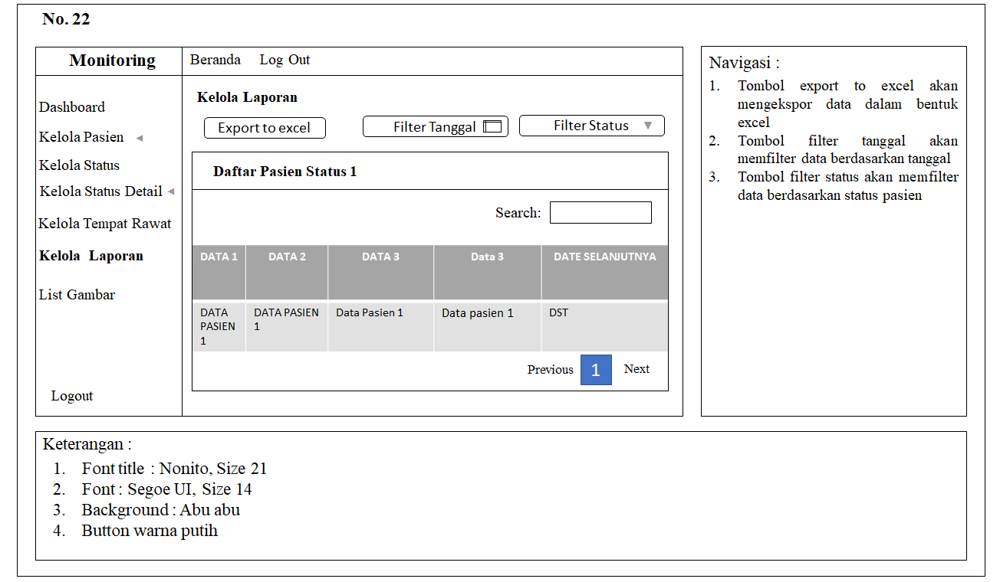 No. 22
Monitoring
Beranda Log Out
Dashboard
Kelola Pasien
Kelola Status
Kelola Status Detail
Kelola Tempat Rawat
Kelola Laporan
List Gambar
Logout
Kelola Laporan
Export to excel
Filter Tanggal
Filter Status
Daftar Pasien Status 1
Search:
DATA 1 DATA 2 DATA 3 Data 3 DATE SELANJUTNYA
DATA DATA PASIEN Data Pasien 1 Data pasien 1 DST
PASIEN 1
1
Previous 1 Next
Navigasi :
1. Tombol export to excel akan
mengekspor data dalam bentuk
excel
2. Tombol filter tanggal akan
memfilter data berdasarkan tanggal
3. Tombol filter status akan memfilter
data berdasarkan status pasien
Keterangan :
1. Font title : Nonito, Size 21
2. Font : Segoe UI, Size 14
3. Background : Abu abu
4. Button warna putih